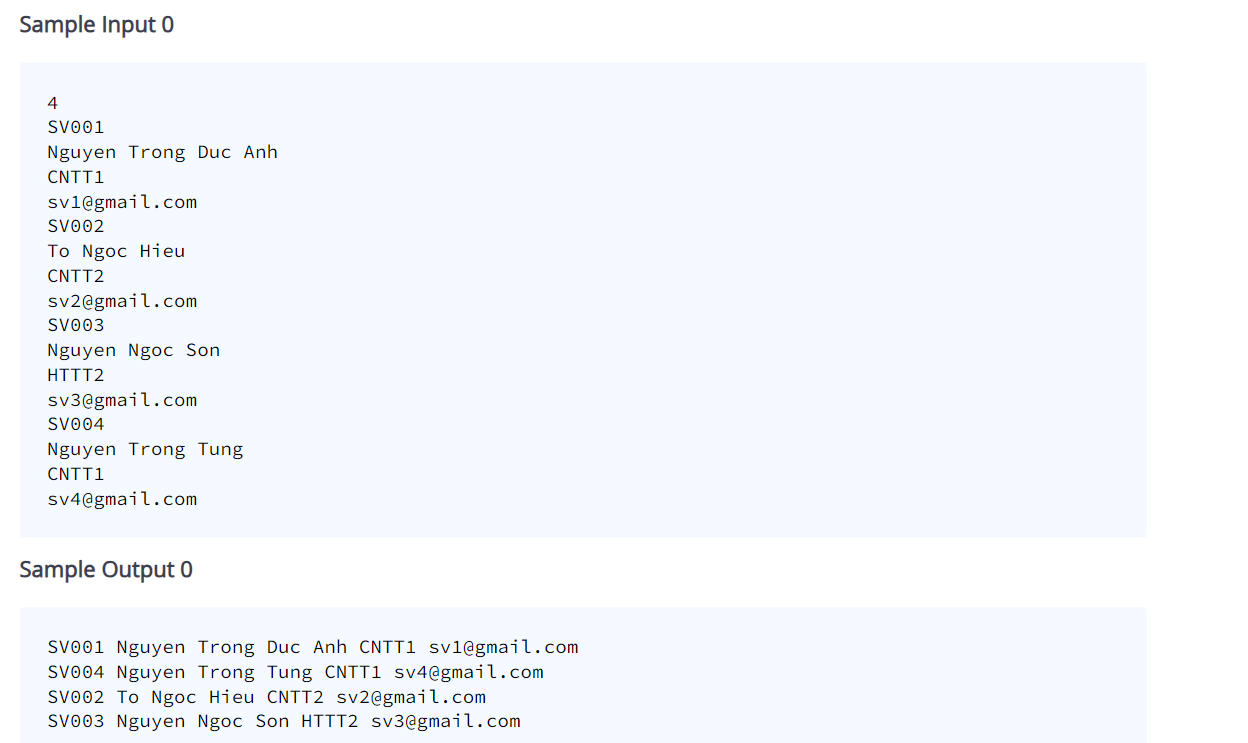 Sample Input 0
4
SV001
Nguyen Trong Duc Anh
CNTT1
sv1@gmail.com
SV002
To Ngoc Hieu
CNTT2
sv2@gmail.com
SV003
Nguyen Ngoc Son
HTTT2
sv3@gmail.com
SV004
Nguyen Trong Tung
CNTT1
sv4@gmail.com
Sample Output 0
SV001 Nguyen Trong Duc Anh CNTT1 sv1@gmail.com
SV004 Nguyen Trong Tung CNTT1 sv4@gmail.com
SV002 To Ngoc Hieu CNTT2 sv2@gmail.com
SV003 Nguyen Ngoc Son HTTT2 sv3@gmail.com